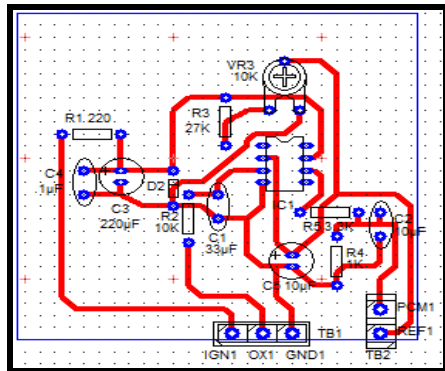 VR3
10K
R1 220
R3
27K
C4
.1µF
D2
IC1
C3
220µF
R2
10K
C1
.33µF
R5 3.3K
C2
10µF
R4
1K
C5 10µF
PCM1
REF1
TB1
TB2
IGN1
OX1
GND1